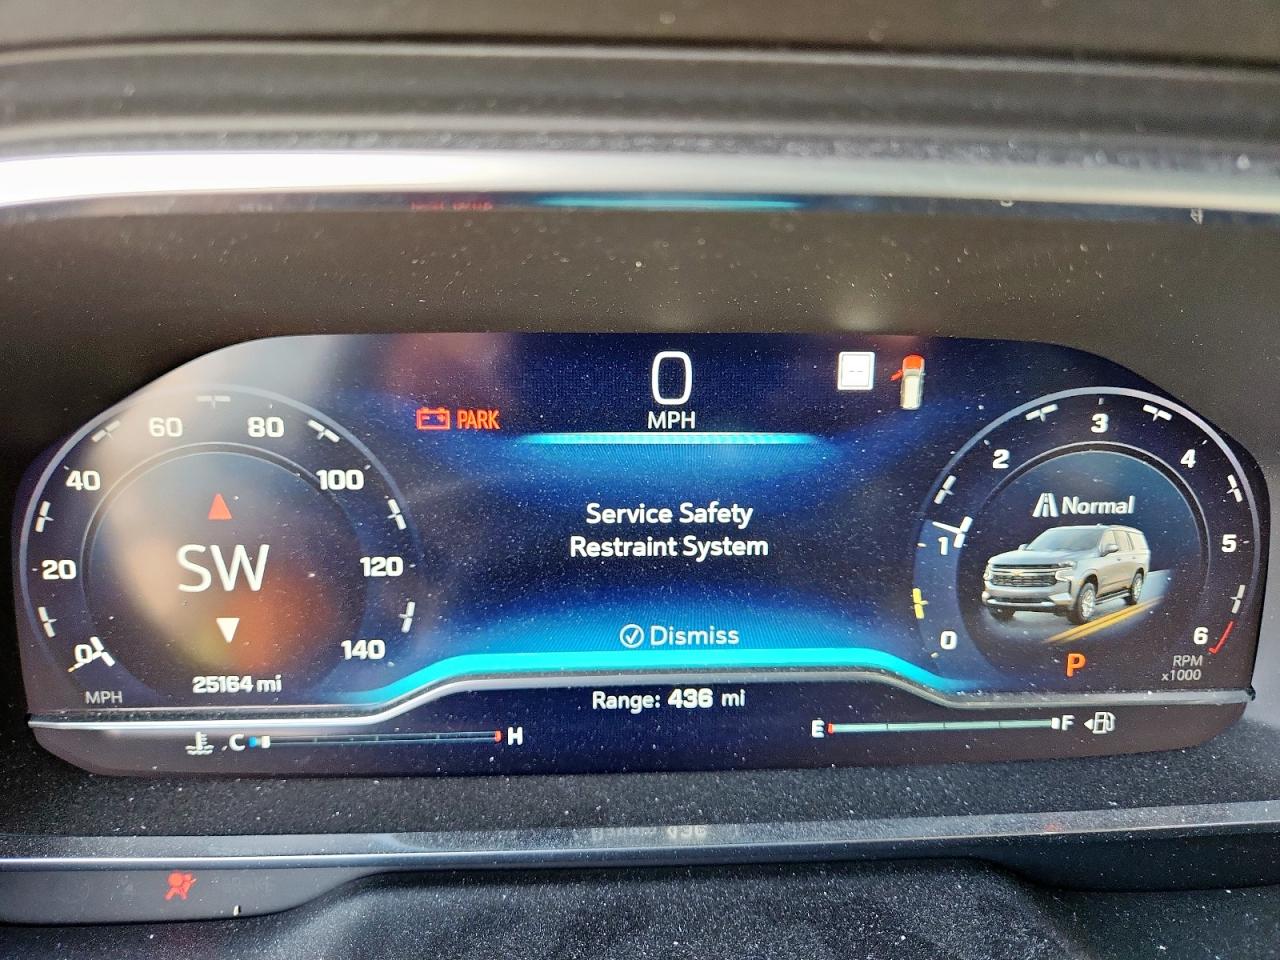 0
MPH
PARK
Service Safety
Restraint System
Dismiss
Range: 436 mi
0
20
40
60
80
100
120
140
MPH
SW
25164 mi
C
H
E
F
0
1
2
3
4
5
6
RPM
x1000
Normal
P